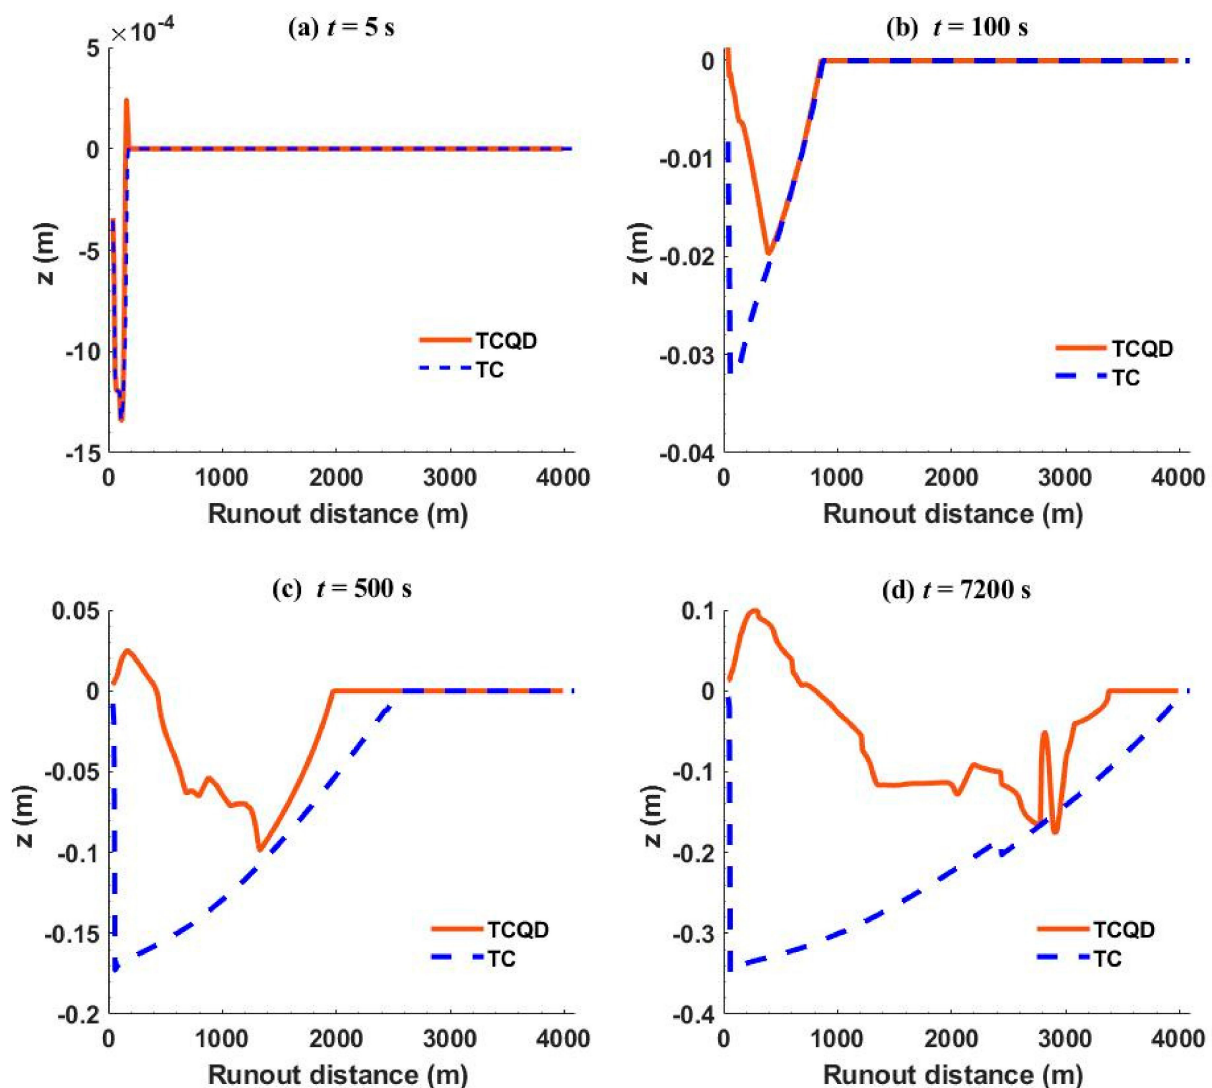 (a) t = 5 s
×10-4
5
0
-5
-10
-15
z (m)
TCQD
TC
0 1000 2000 3000 4000
Runout distance (m)
(b) t = 100 s
0
-0.01
-0.02
-0.03
-0.04
z (m)
TCQD
TC
0 1000 2000 3000 4000
Runout distance (m)
(c) t = 500 s
0.05
0
-0.05
-0.1
-0.15
-0.2
z (m)
TCQD
TC
0 1000 2000 3000 4000
Runout distance (m)
(d) t = 7200 s
0.1
0
-0.1
-0.2
-0.3
-0.4
z (m)
TCQD
TC
0 1000 2000 3000 4000
Runout distance (m)